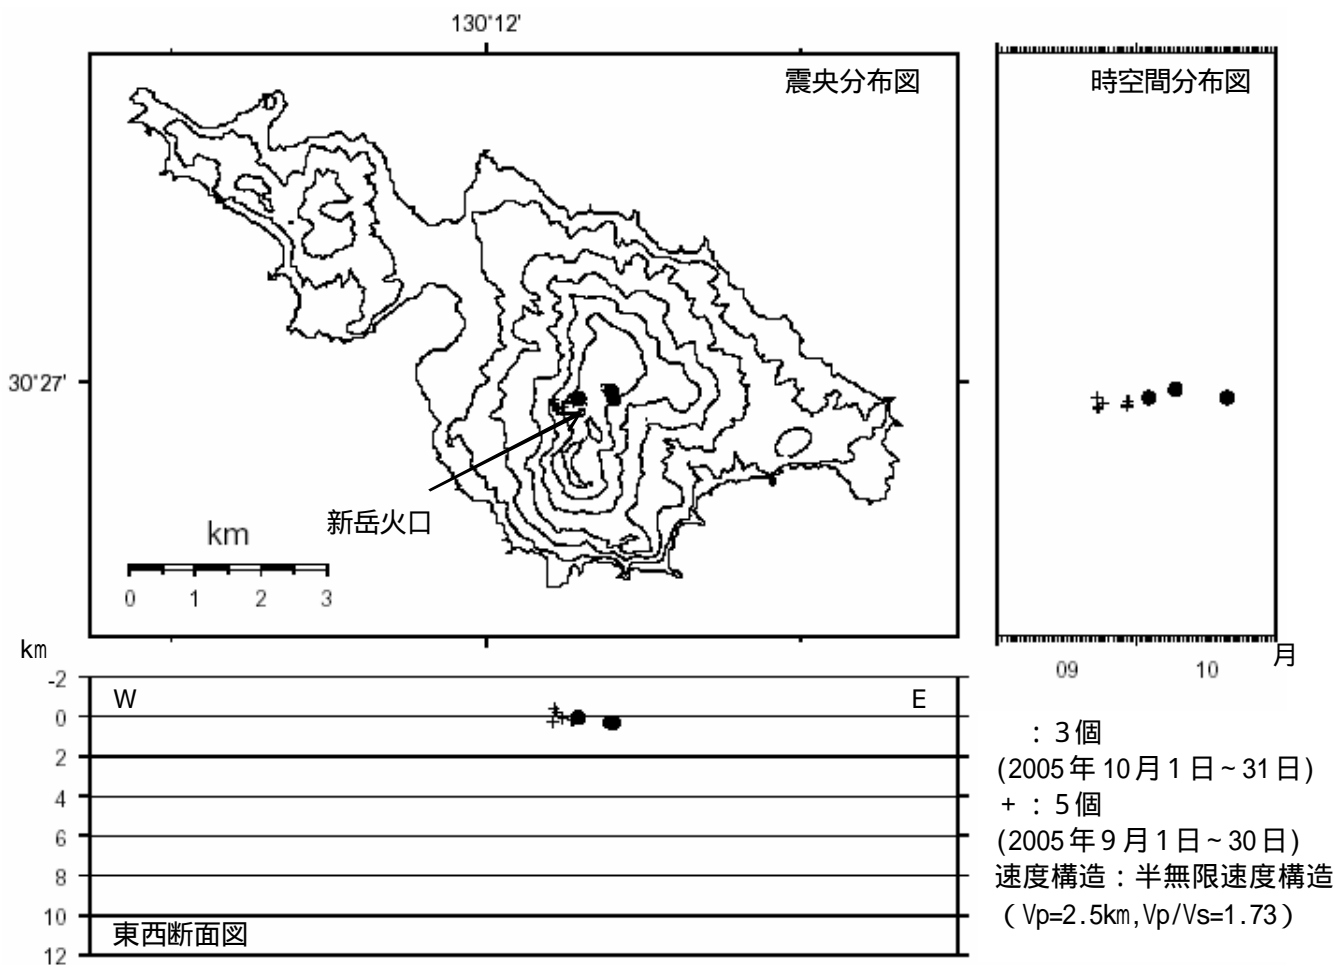 130°12'
震央分布図
時空間分布図
30°27'
新岳火口
km
0 1 2 3
km
09 10 月
-2
W E
0
2
4
6
8
10
東西断面図
12
：3個
(2005年10月1日~31日)
+：5個
(2005年9月1日~30日)
速度構造：半無限速度構造
（Vp=2.5km,Vp/Vs=1.73）